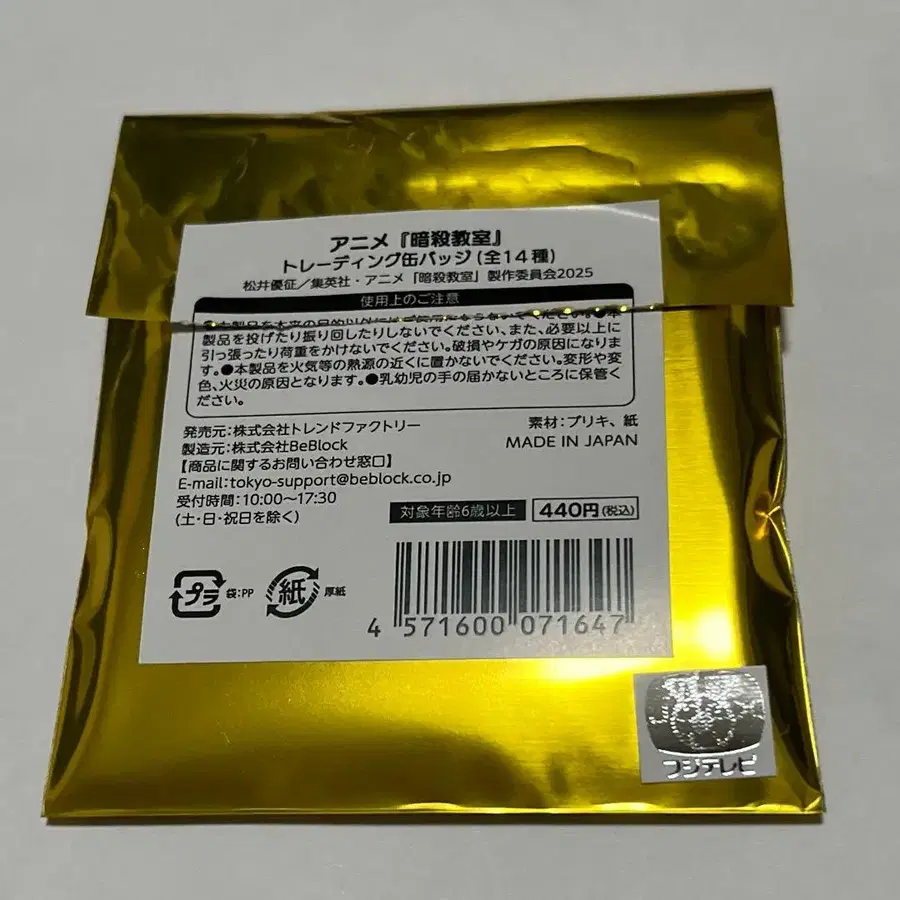 アニメ『暗殺教室』
トレーディング缶バッジ(全14種)
松井優征／集英社・アニメ「暗殺教室」製作委員会2025
使用上のご注意
製品を投げたり振り回したりしないでください、また、必要以上に
引っ張ったり荷重をかけないでください。破損やケガの原因になりま
す。●本製品を火気等の熱源の近くに置かないでください。変形や変
色、火災の原因となります。●乳幼児の手の届かないところに保管く
ださい。
発売元:株式会社トレンドファクトリー
素材:ブリキ、紙
製造元:株式会社BeBlock
MADE IN JAPAN
【商品に関するお問い合わせ窓口】
E-mail:tokyo-support@beblock.co.jp
受付時間:10:00〜17:30
(土・日・祝日を除く)
対象年齢6歳以上
440円(税込)
プラ
袋:PP
紙
厚紙
4 571600 071647
フジテレビ